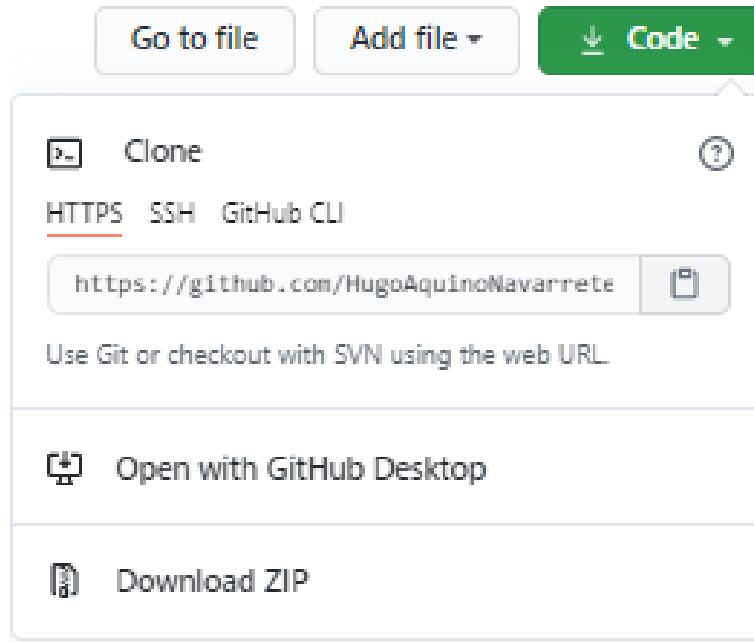 Go to file Add file Code
Clone
HTTPS SSH GitHub CLI
https://github.com/HugoAquinoNavarrete
Use Git or checkout with SVN using the web URL.
Open with GitHub Desktop
Download ZIP